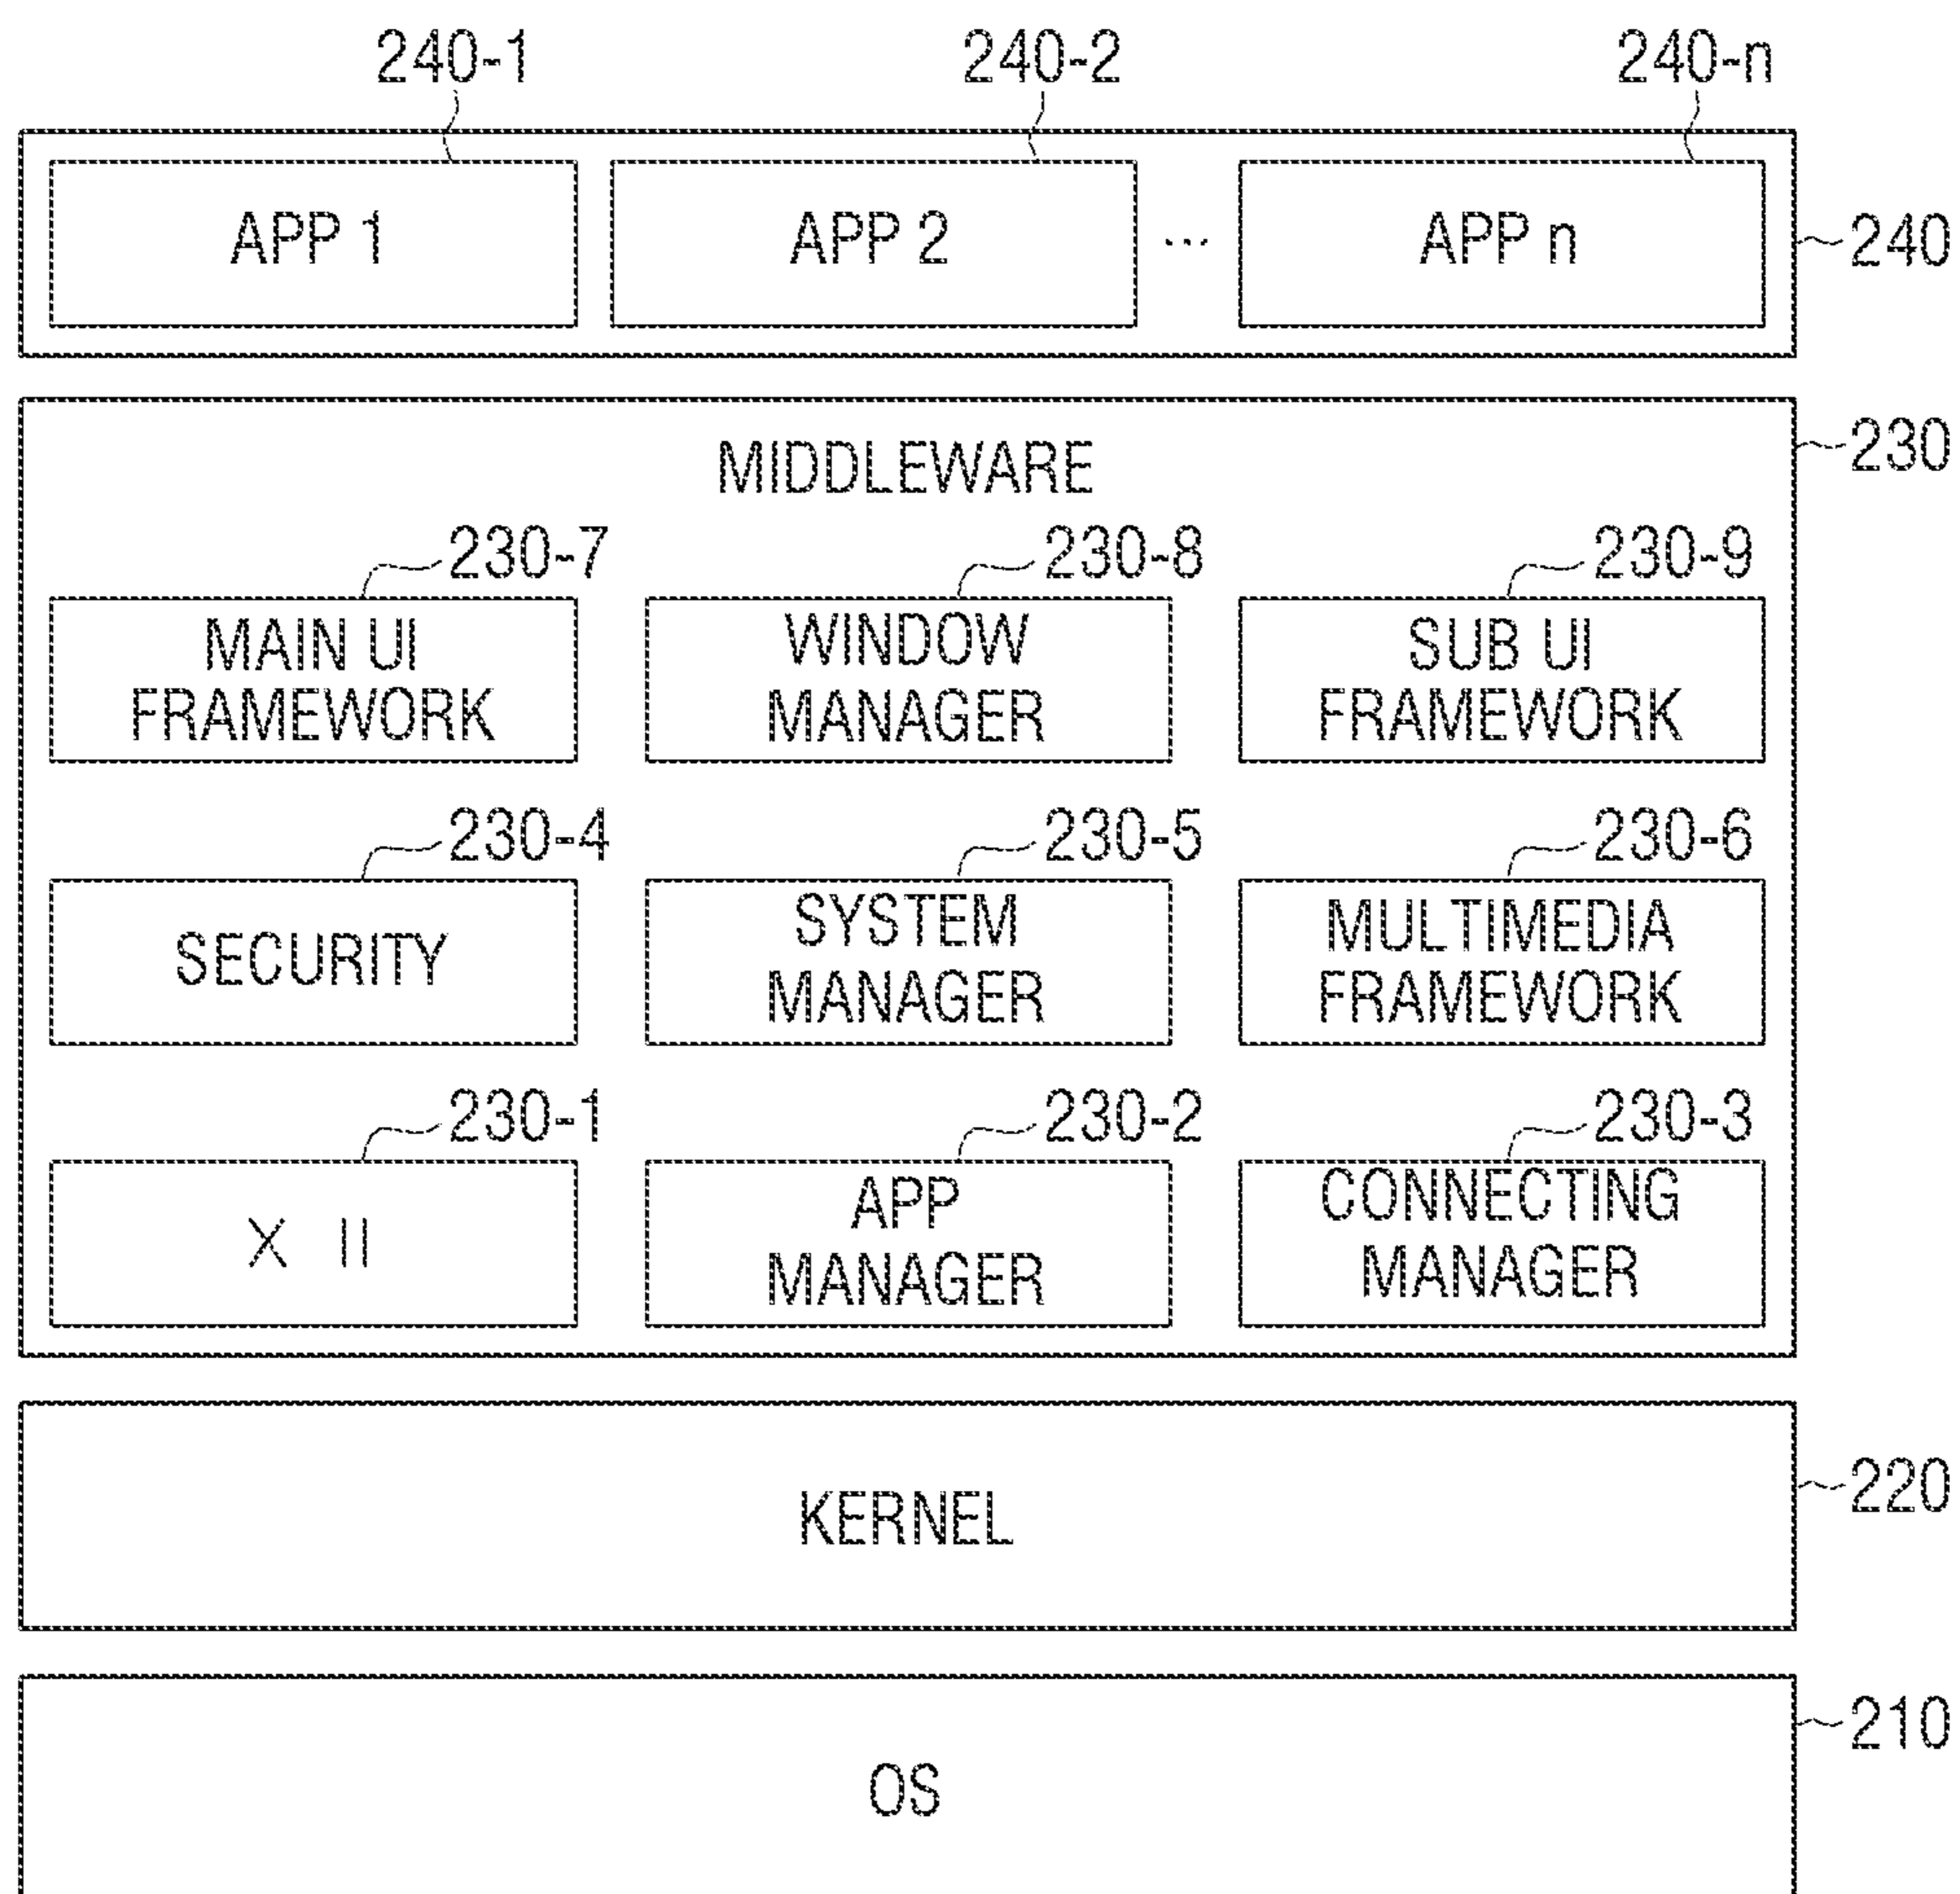 240-1 240-2 240-n
APP 1 APP 2 ... APP n 240
MIDDLEWARE 230
230-7 230-8 230-9
MAIN UI WINDOW SUB UI
FRAMEWORK MANAGER FRAMEWORK
230-4 230-5 230-6
SECURITY
SYSTEM MULTIMEDIA
MANAGER FRAMEWORK
230-1 230-2 230-3
X II
APP CONNECTING
MANAGER MANAGER
KERNEL 220
OS 210